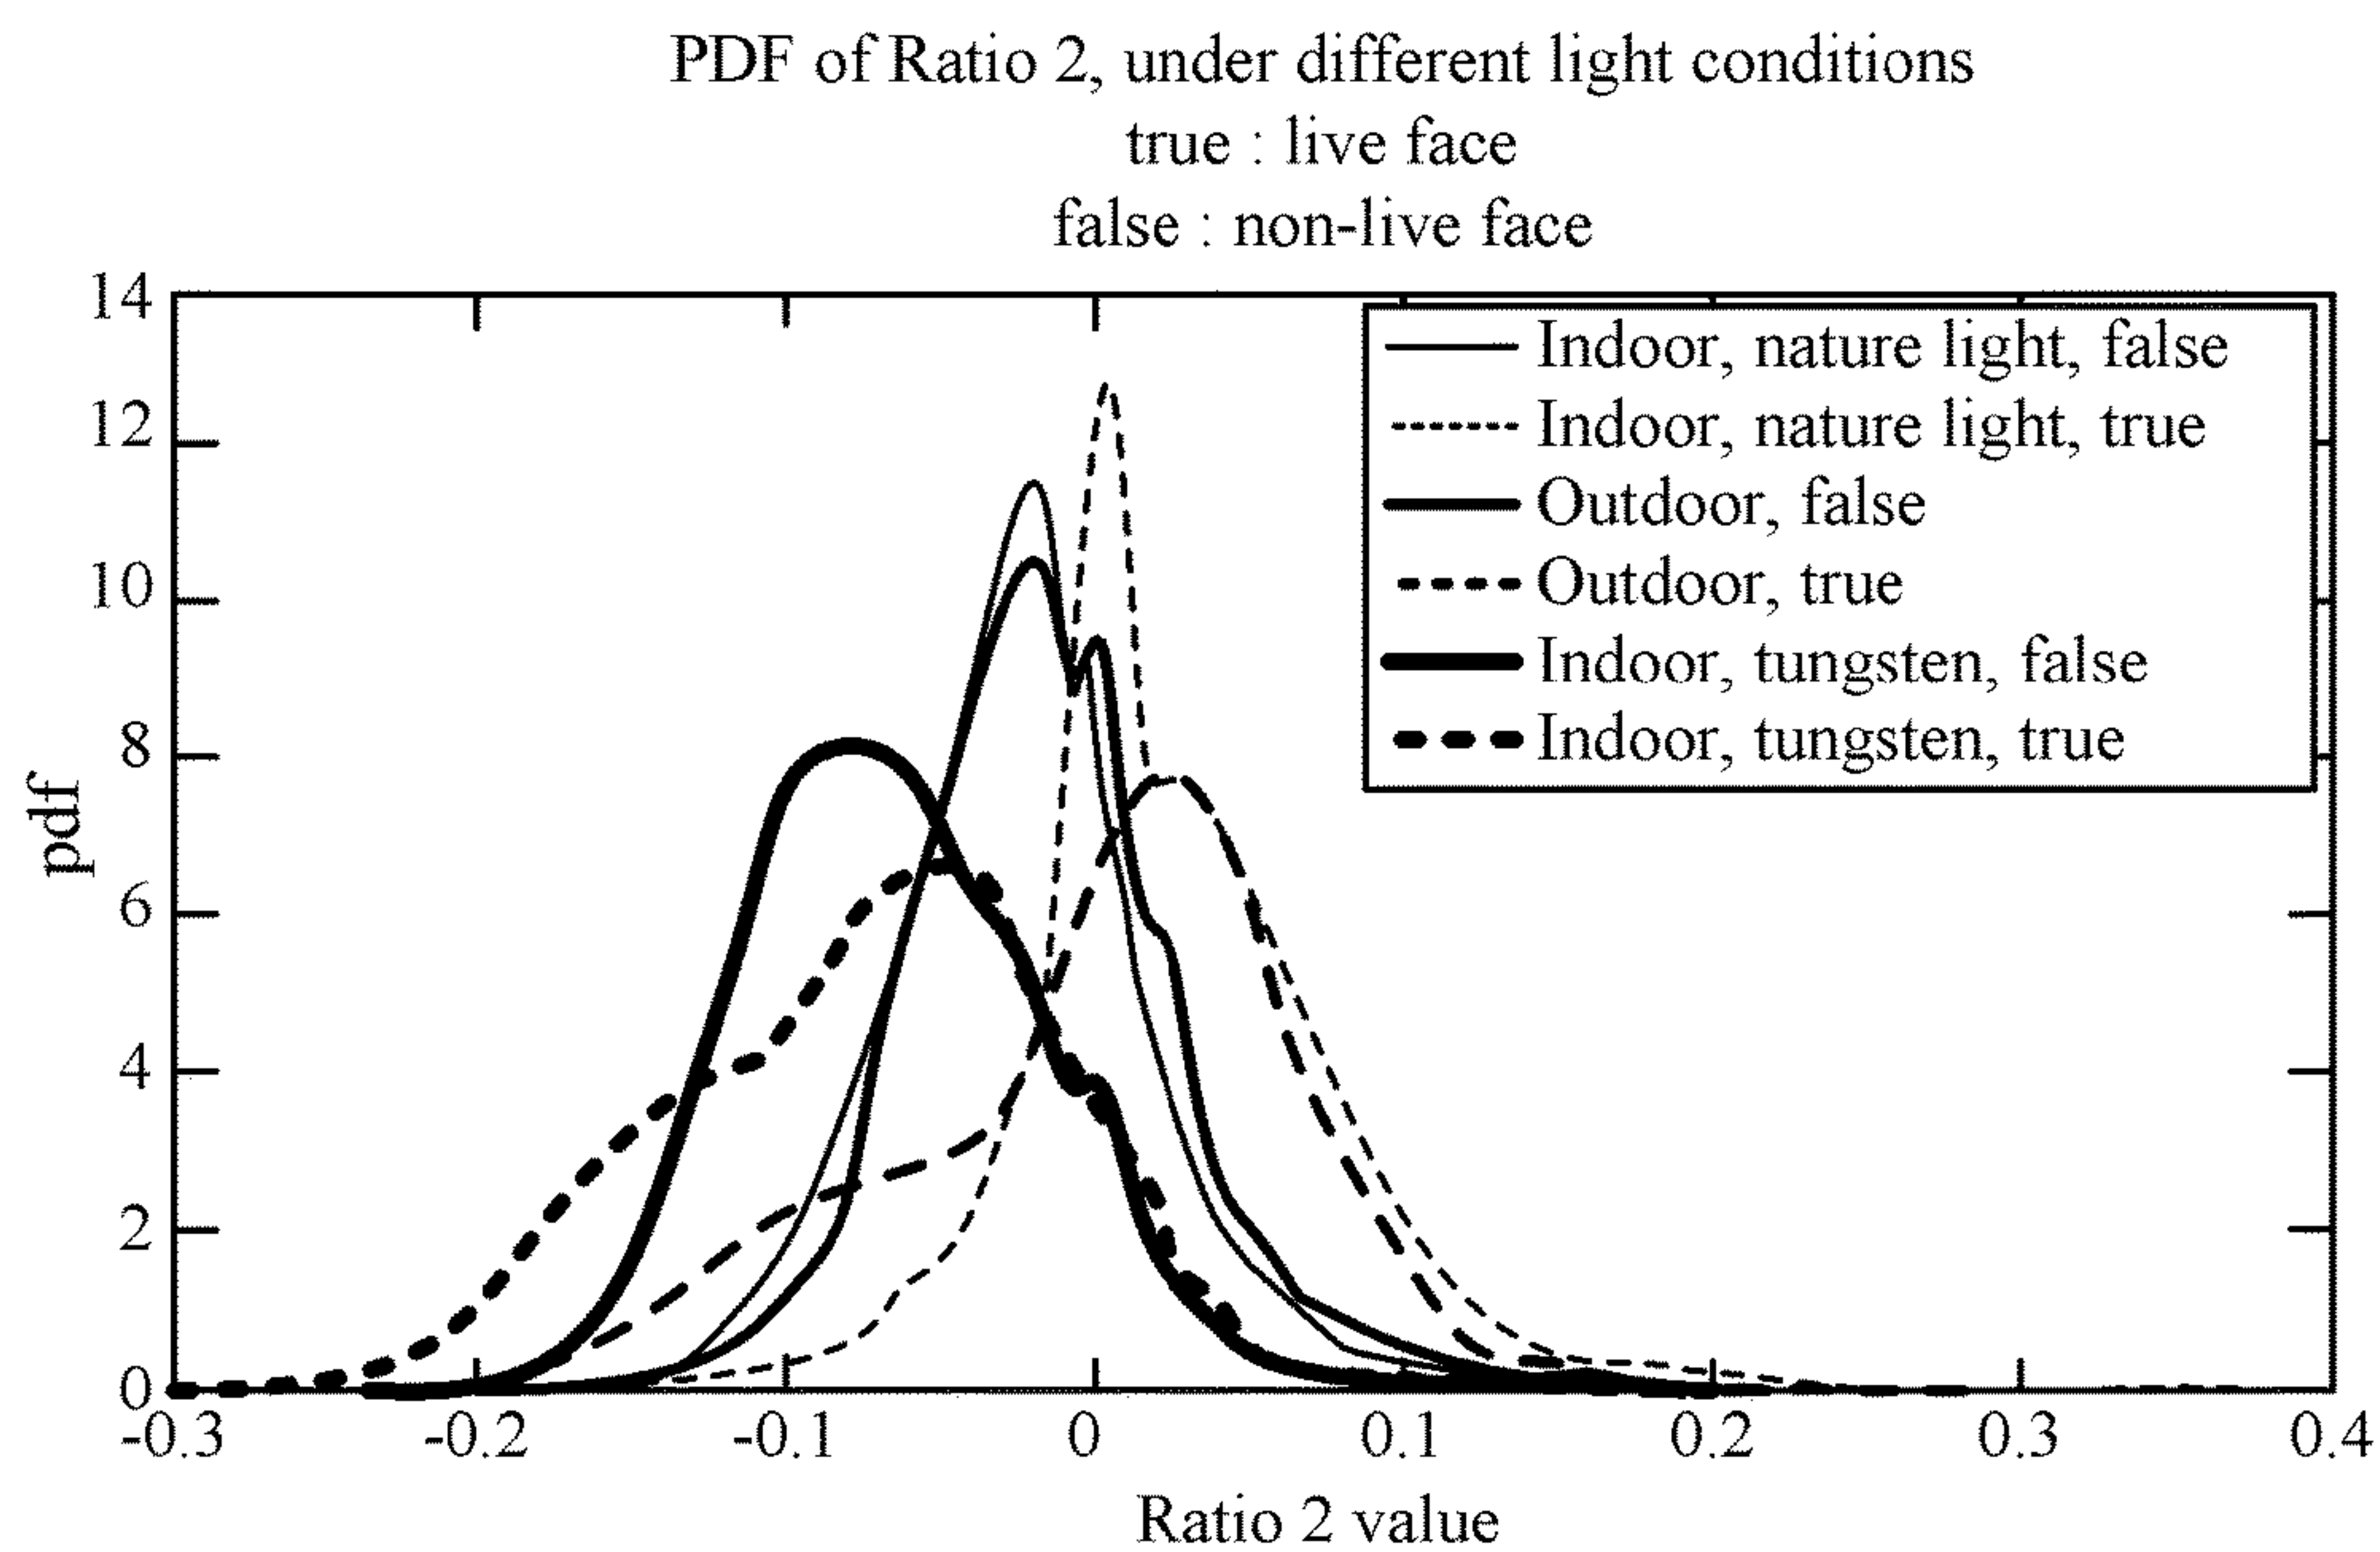 PDF of Ratio 2, under different light conditions
true : live face
false : non-live face
14
12
10
8
6
4
2
0
pdf
Indoor, nature light, false
Indoor, nature light, true
Outdoor, false
Outdoor, true
Indoor, tungsten, false
Indoor, tungsten, true
-0.3 -0.2 -0.1 0 0.1 0.2 0.3 0.4
Ratio 2 value